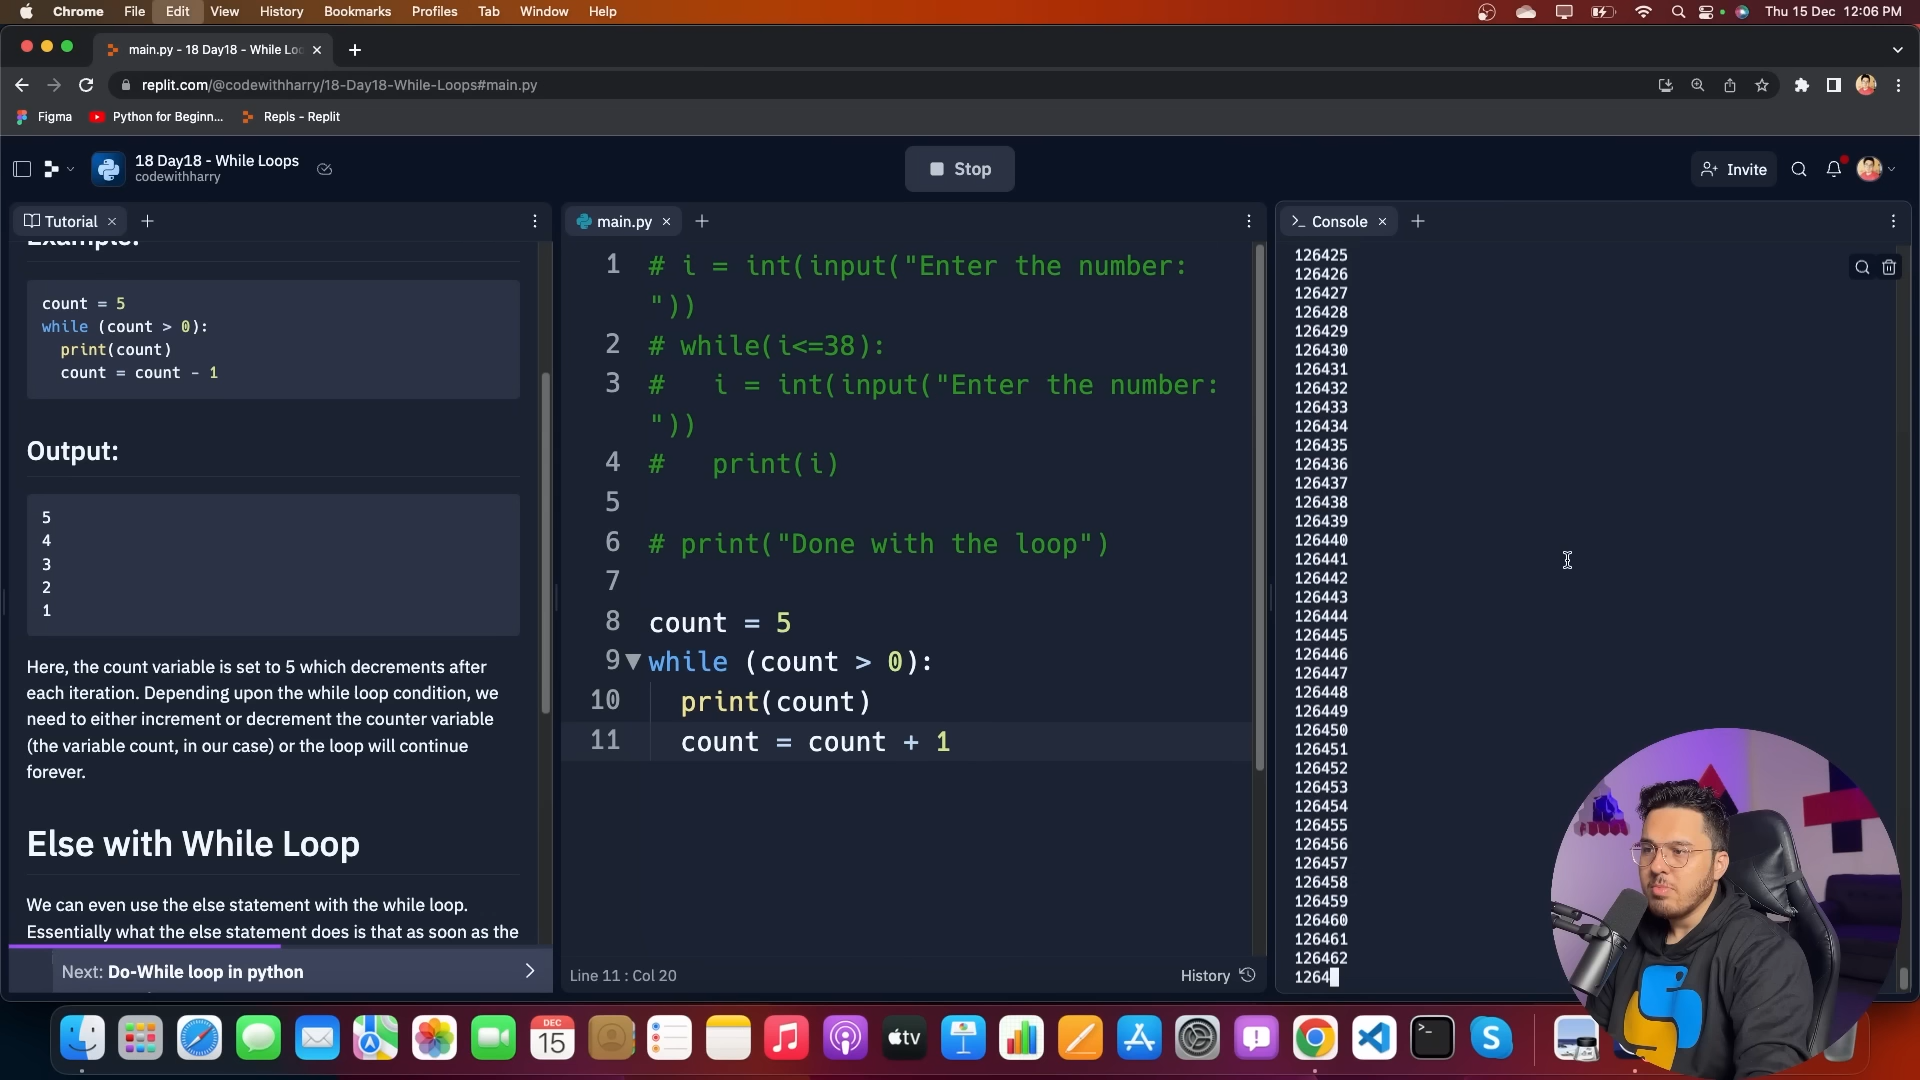 Chrome File Edit View History Bookmarks Profiles Tab Window Help Thu 15 Dec 12:06 PM
main.py - 18 Day18 - While Loo
replit.com/@codewithharry/18-Day18-While-Loops#main.py
Figma Python for Beginn... Repls - Replit
18 Day18 - While Loops
codewithharry
Stop
Invite
Tutorial
Example:
count = 5
while (count > 0):
print(count)
count = count - 1
Output:
5
4
3
2
1
Here, the count variable is set to 5 which decrements after
each iteration. Depending upon the while loop condition, we
need to either increment or decrement the counter variable
(the variable count, in our case) or the loop will continue
forever.
Else with While Loop
We can even use the else statement with the while loop.
Essentially what the else statement does is that as soon as the
Next: Do-While loop in python
main.py
1 # i = int(input("Enter the number:
"))
2 # while(i<=38):
3 # i = int(input("Enter the number:
"))
4 # print(i)
5
6 # print("Done with the loop")
7
8 count = 5
9 while (count > 0):
10 print(count)
11 count = count + 1
Line 11 : Col 20 History
>_ Console
126425
126426
126427
126428
126429
126430
126431
126432
126433
126434
126435
126436
126437
126438
126439
126440
126441
126442
126443
126444
126445
126446
126447
126448
126449
126450
126451
126452
126453
126454
126455
126456
126457
126458
126459
126460
126461
126462
1264
DEC
15
tv